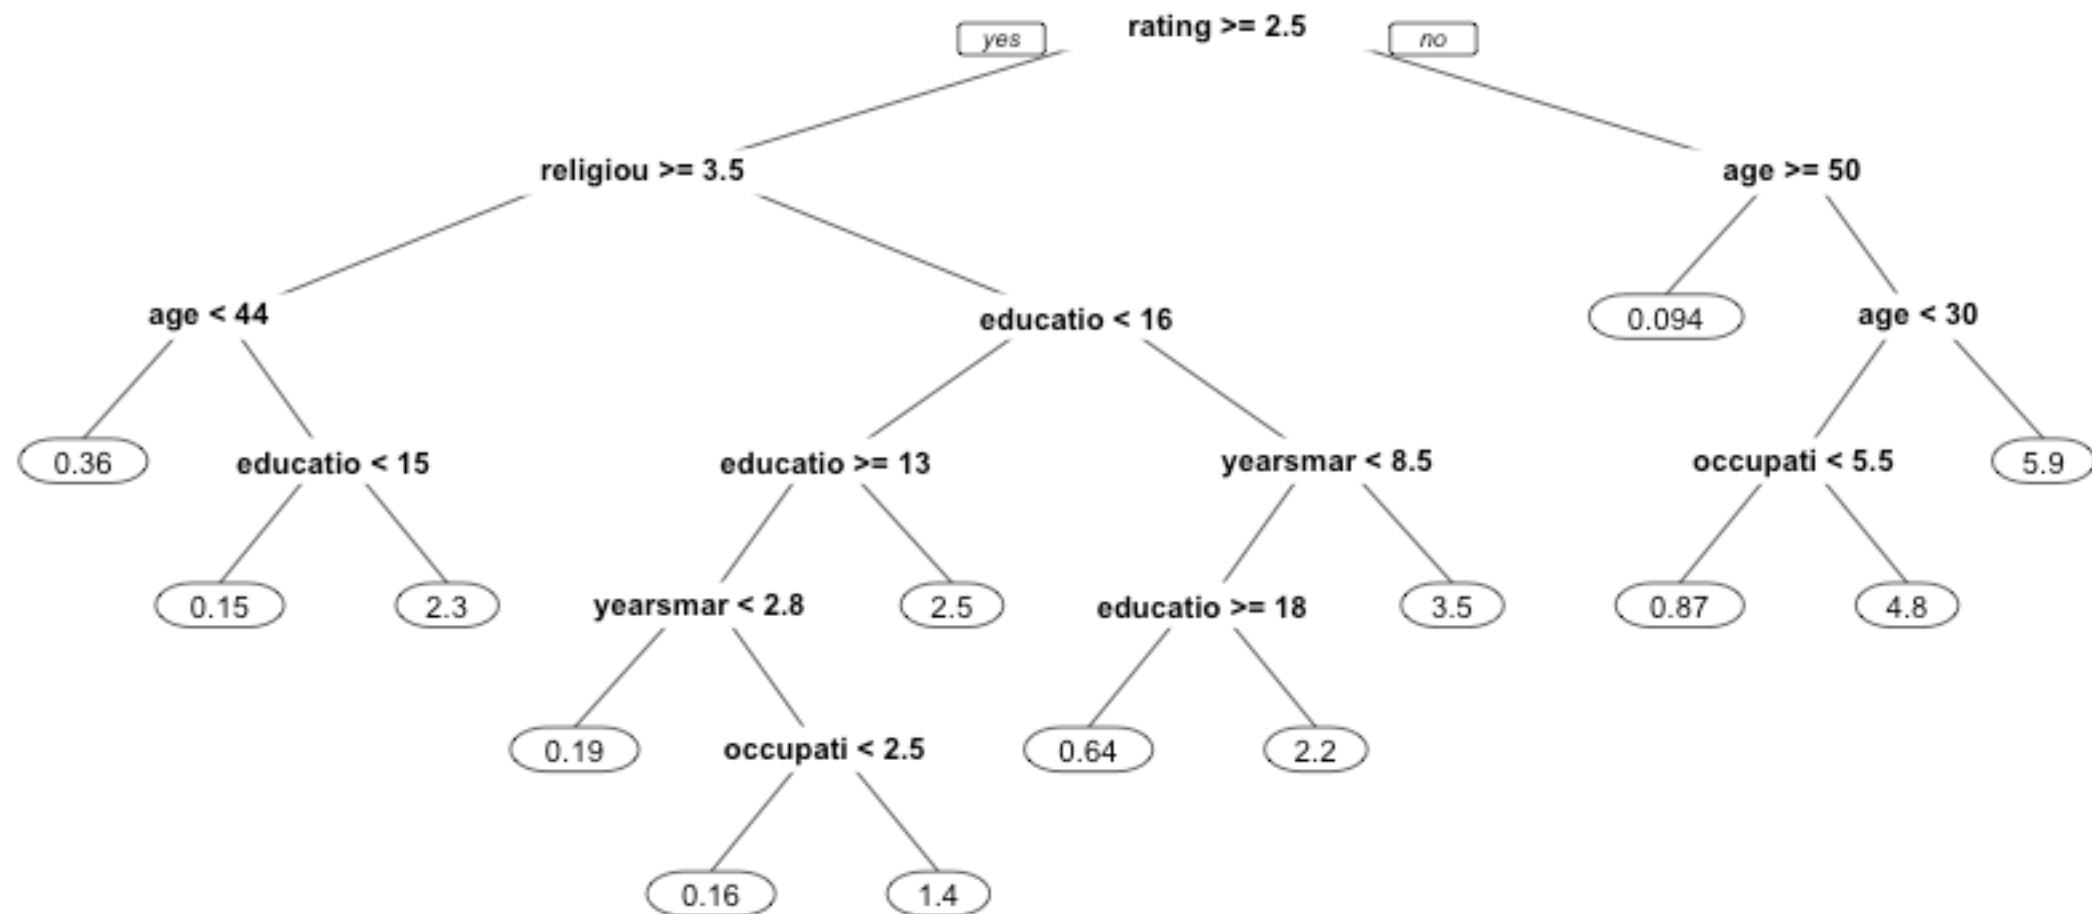 rating >= 2.5
yes
no
religiou >= 3.5
age >= 50
age < 44
educatio < 16
0.094
age < 30
0.36
educatio < 15
educatio >= 13
yearsmar < 8.5
occupati < 5.5
5.9
0.15
2.3
yearsmar < 2.8
2.5
educatio >= 18
3.5
0.87
4.8
0.19
occupati < 2.5
0.64
2.2
0.16
1.4